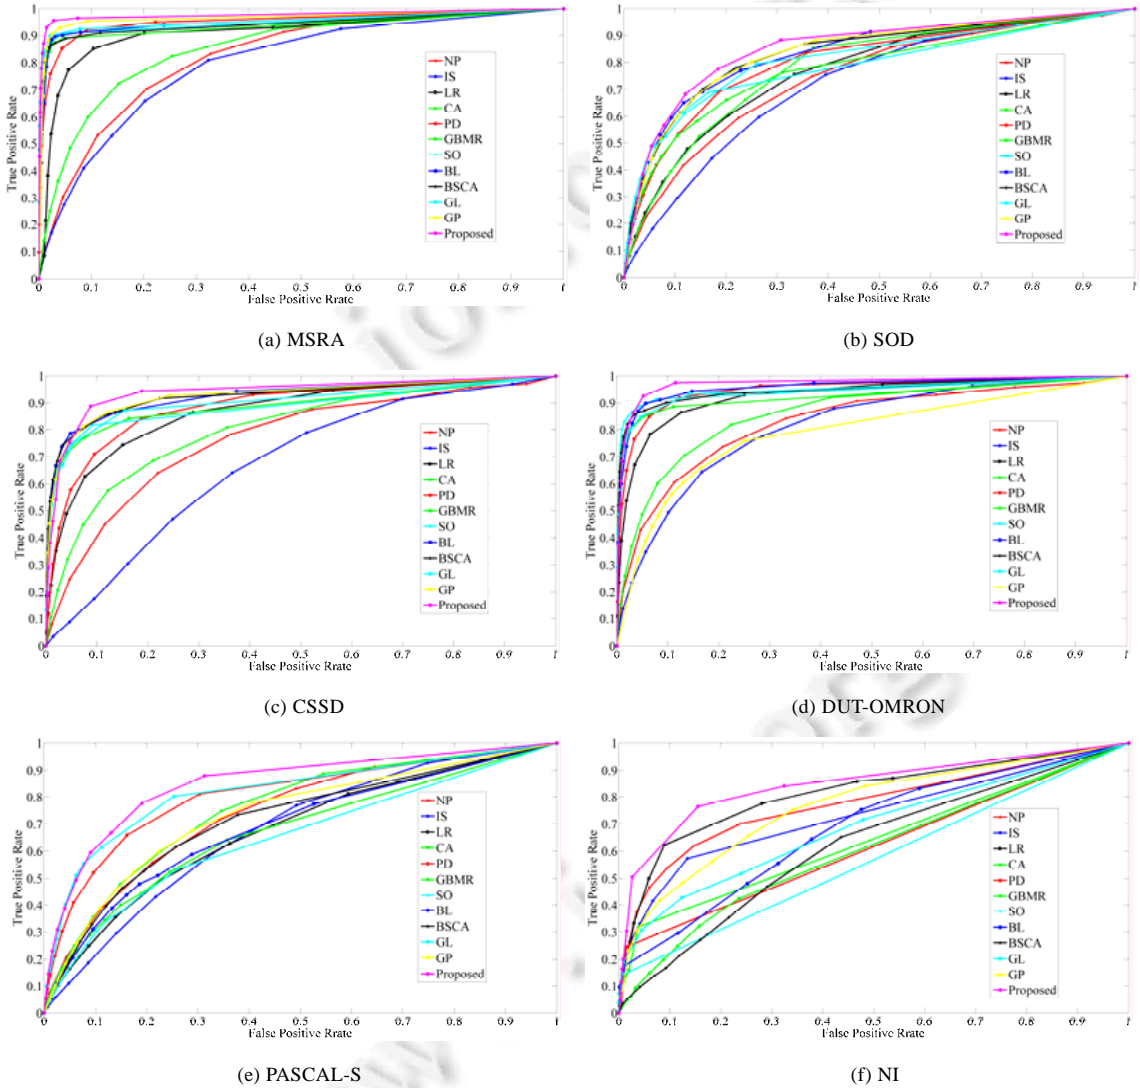 1
0.9
0.8
0.7
0.6
0.5
0.4
0.3
0.2
0.1
0
True Positive Rate
NP
IS
LR
CA
PD
GBMR
SO
BL
BSCA
GL
GP
Proposed
0 0.1 0.2 0.3 0.4 0.5 0.6 0.7 0.8 0.9 1
False Positive Rrate
(a) MSRA
1
0.9
0.8
0.7
0.6
0.5
0.4
0.3
0.2
0.1
0
True Positive Rate
NP
IS
LR
CA
PD
GBMR
SO
BL
BSCA
GL
GP
Proposed
0 0.1 0.2 0.3 0.4 0.5 0.6 0.7 0.8 0.9 1
False Positive Rrate
(b) SOD
1
0.9
0.8
0.7
0.6
0.5
0.4
0.3
0.2
0.1
0
True Positive Rate
NP
IS
LR
CA
PD
GBMR
SO
BL
BSCA
GL
GP
Proposed
0 0.1 0.2 0.3 0.4 0.5 0.6 0.7 0.8 0.9 1
False Positive Rrate
(c) CSSD
1
0.9
0.8
0.7
0.6
0.5
0.4
0.3
0.2
0.1
0
True Positive Rate
NP
IS
LR
CA
PD
GBMR
SO
BL
BSCA
GL
GP
Proposed
0 0.1 0.2 0.3 0.4 0.5 0.6 0.7 0.8 0.9 1
False Positive Rrate
(d) DUT-OMRON
1
0.9
0.8
0.7
0.6
0.5
0.4
0.3
0.2
0.1
0
True Positive Rate
NP
IS
LR
CA
PD
GBMR
SO
BL
BSCA
GL
GP
Proposed
0 0.1 0.2 0.3 0.4 0.5 0.6 0.7 0.8 0.9 1
False Positive Rrate
(e) PASCAL-S
1
0.9
0.8
0.7
0.6
0.5
0.4
0.3
0.2
0.1
0
True Positive Rate
NP
IS
LR
CA
PD
GBMR
SO
BL
BSCA
GL
GP
Proposed
0 0.1 0.2 0.3 0.4 0.5 0.6 0.7 0.8 0.9 1
False Positive Rrate
(f) NI